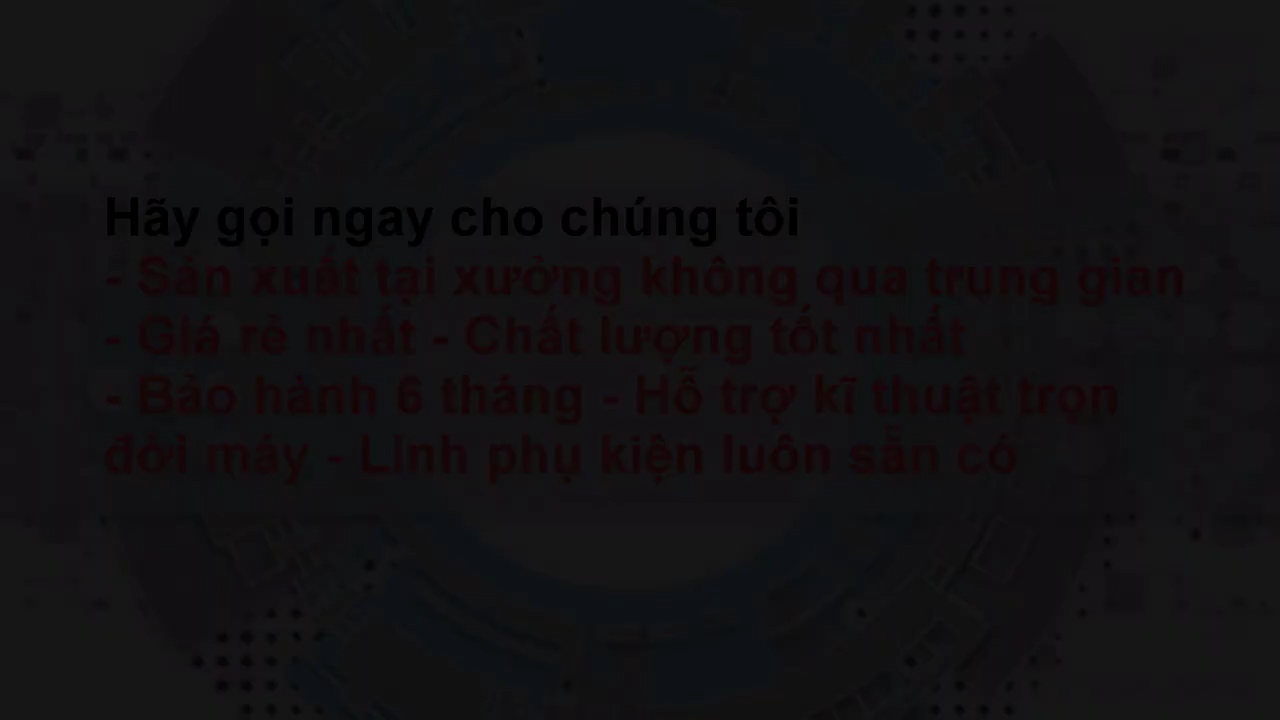 Hãy gọi ngay cho chúng tôi
- Sản xuất tại xưởng không qua trung gian
- Giá rẻ nhất - Chất lượng tốt nhất
- Bảo hành 6 tháng - Hỗ trợ kĩ thuật trọn
đời máy - Linh phụ kiện luôn sẵn có